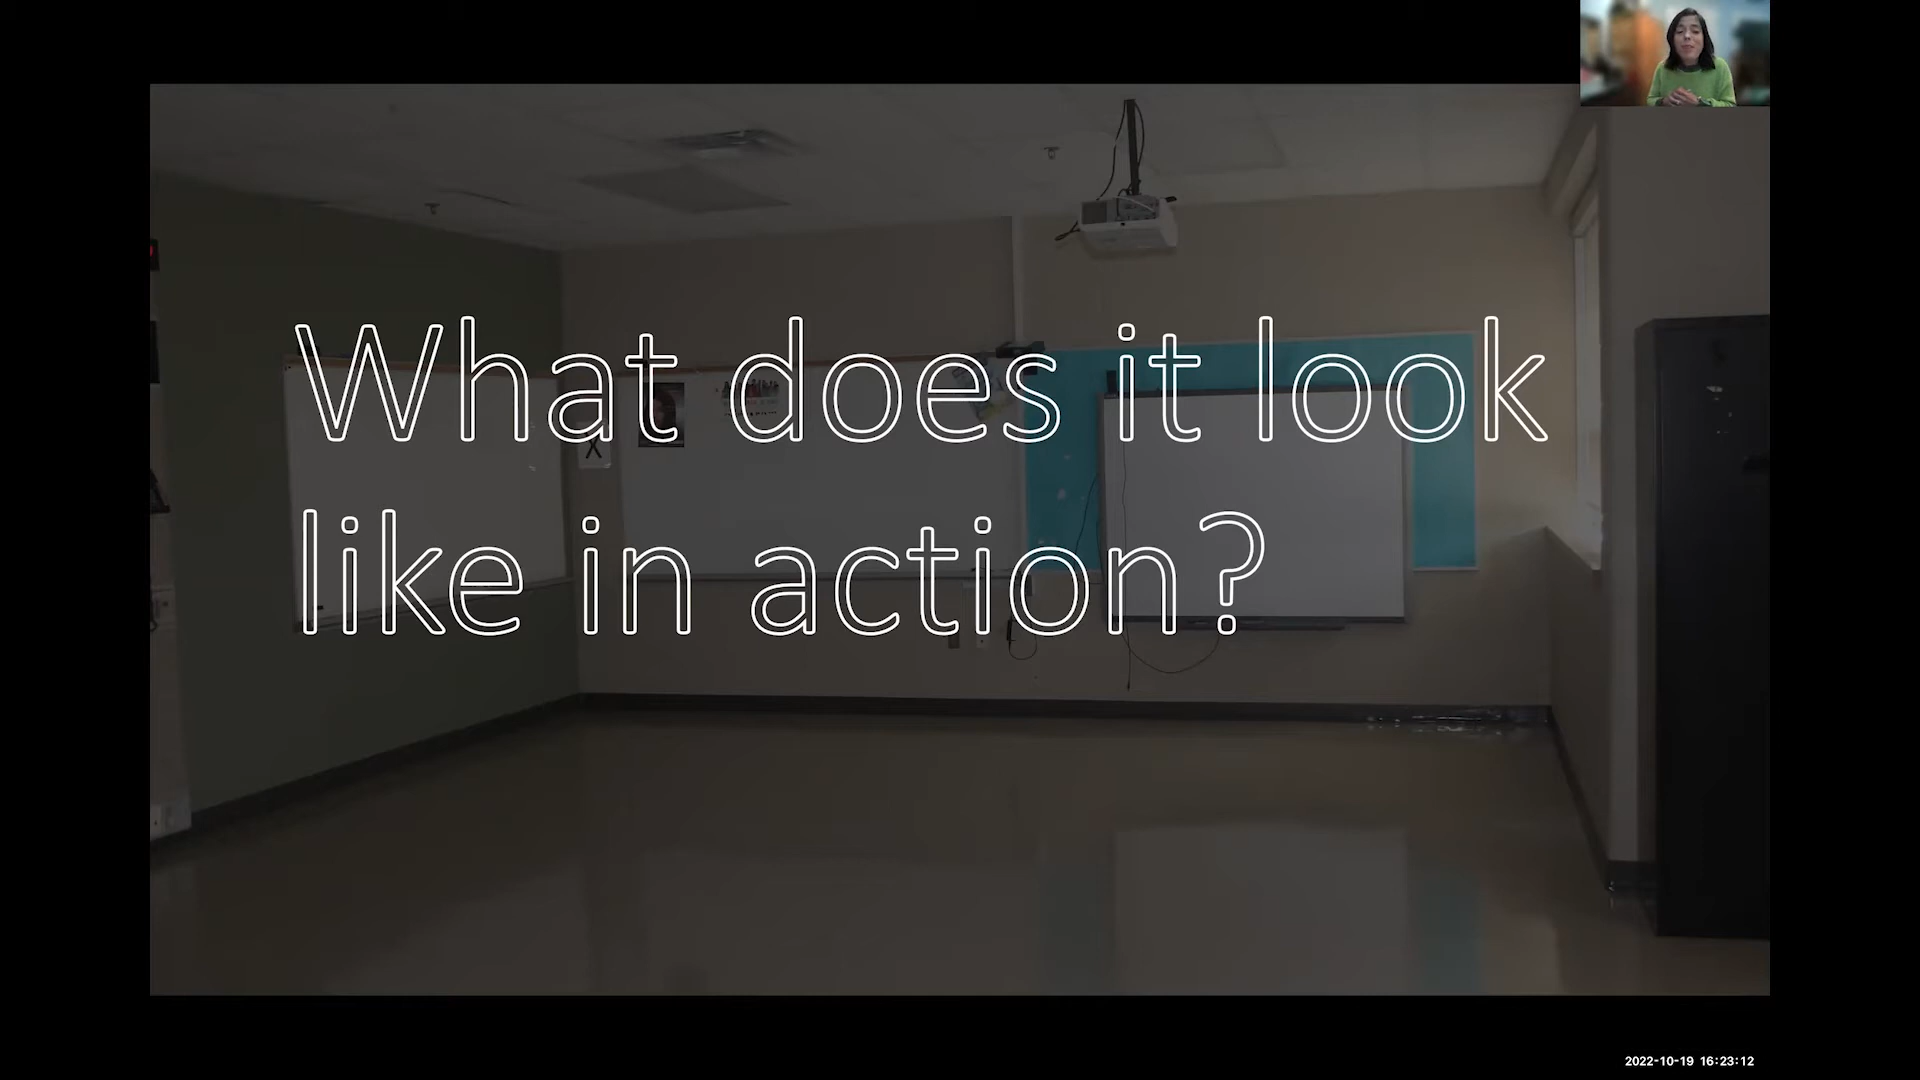 What does it look
like in action?
X
2022-10-19 16:23:12